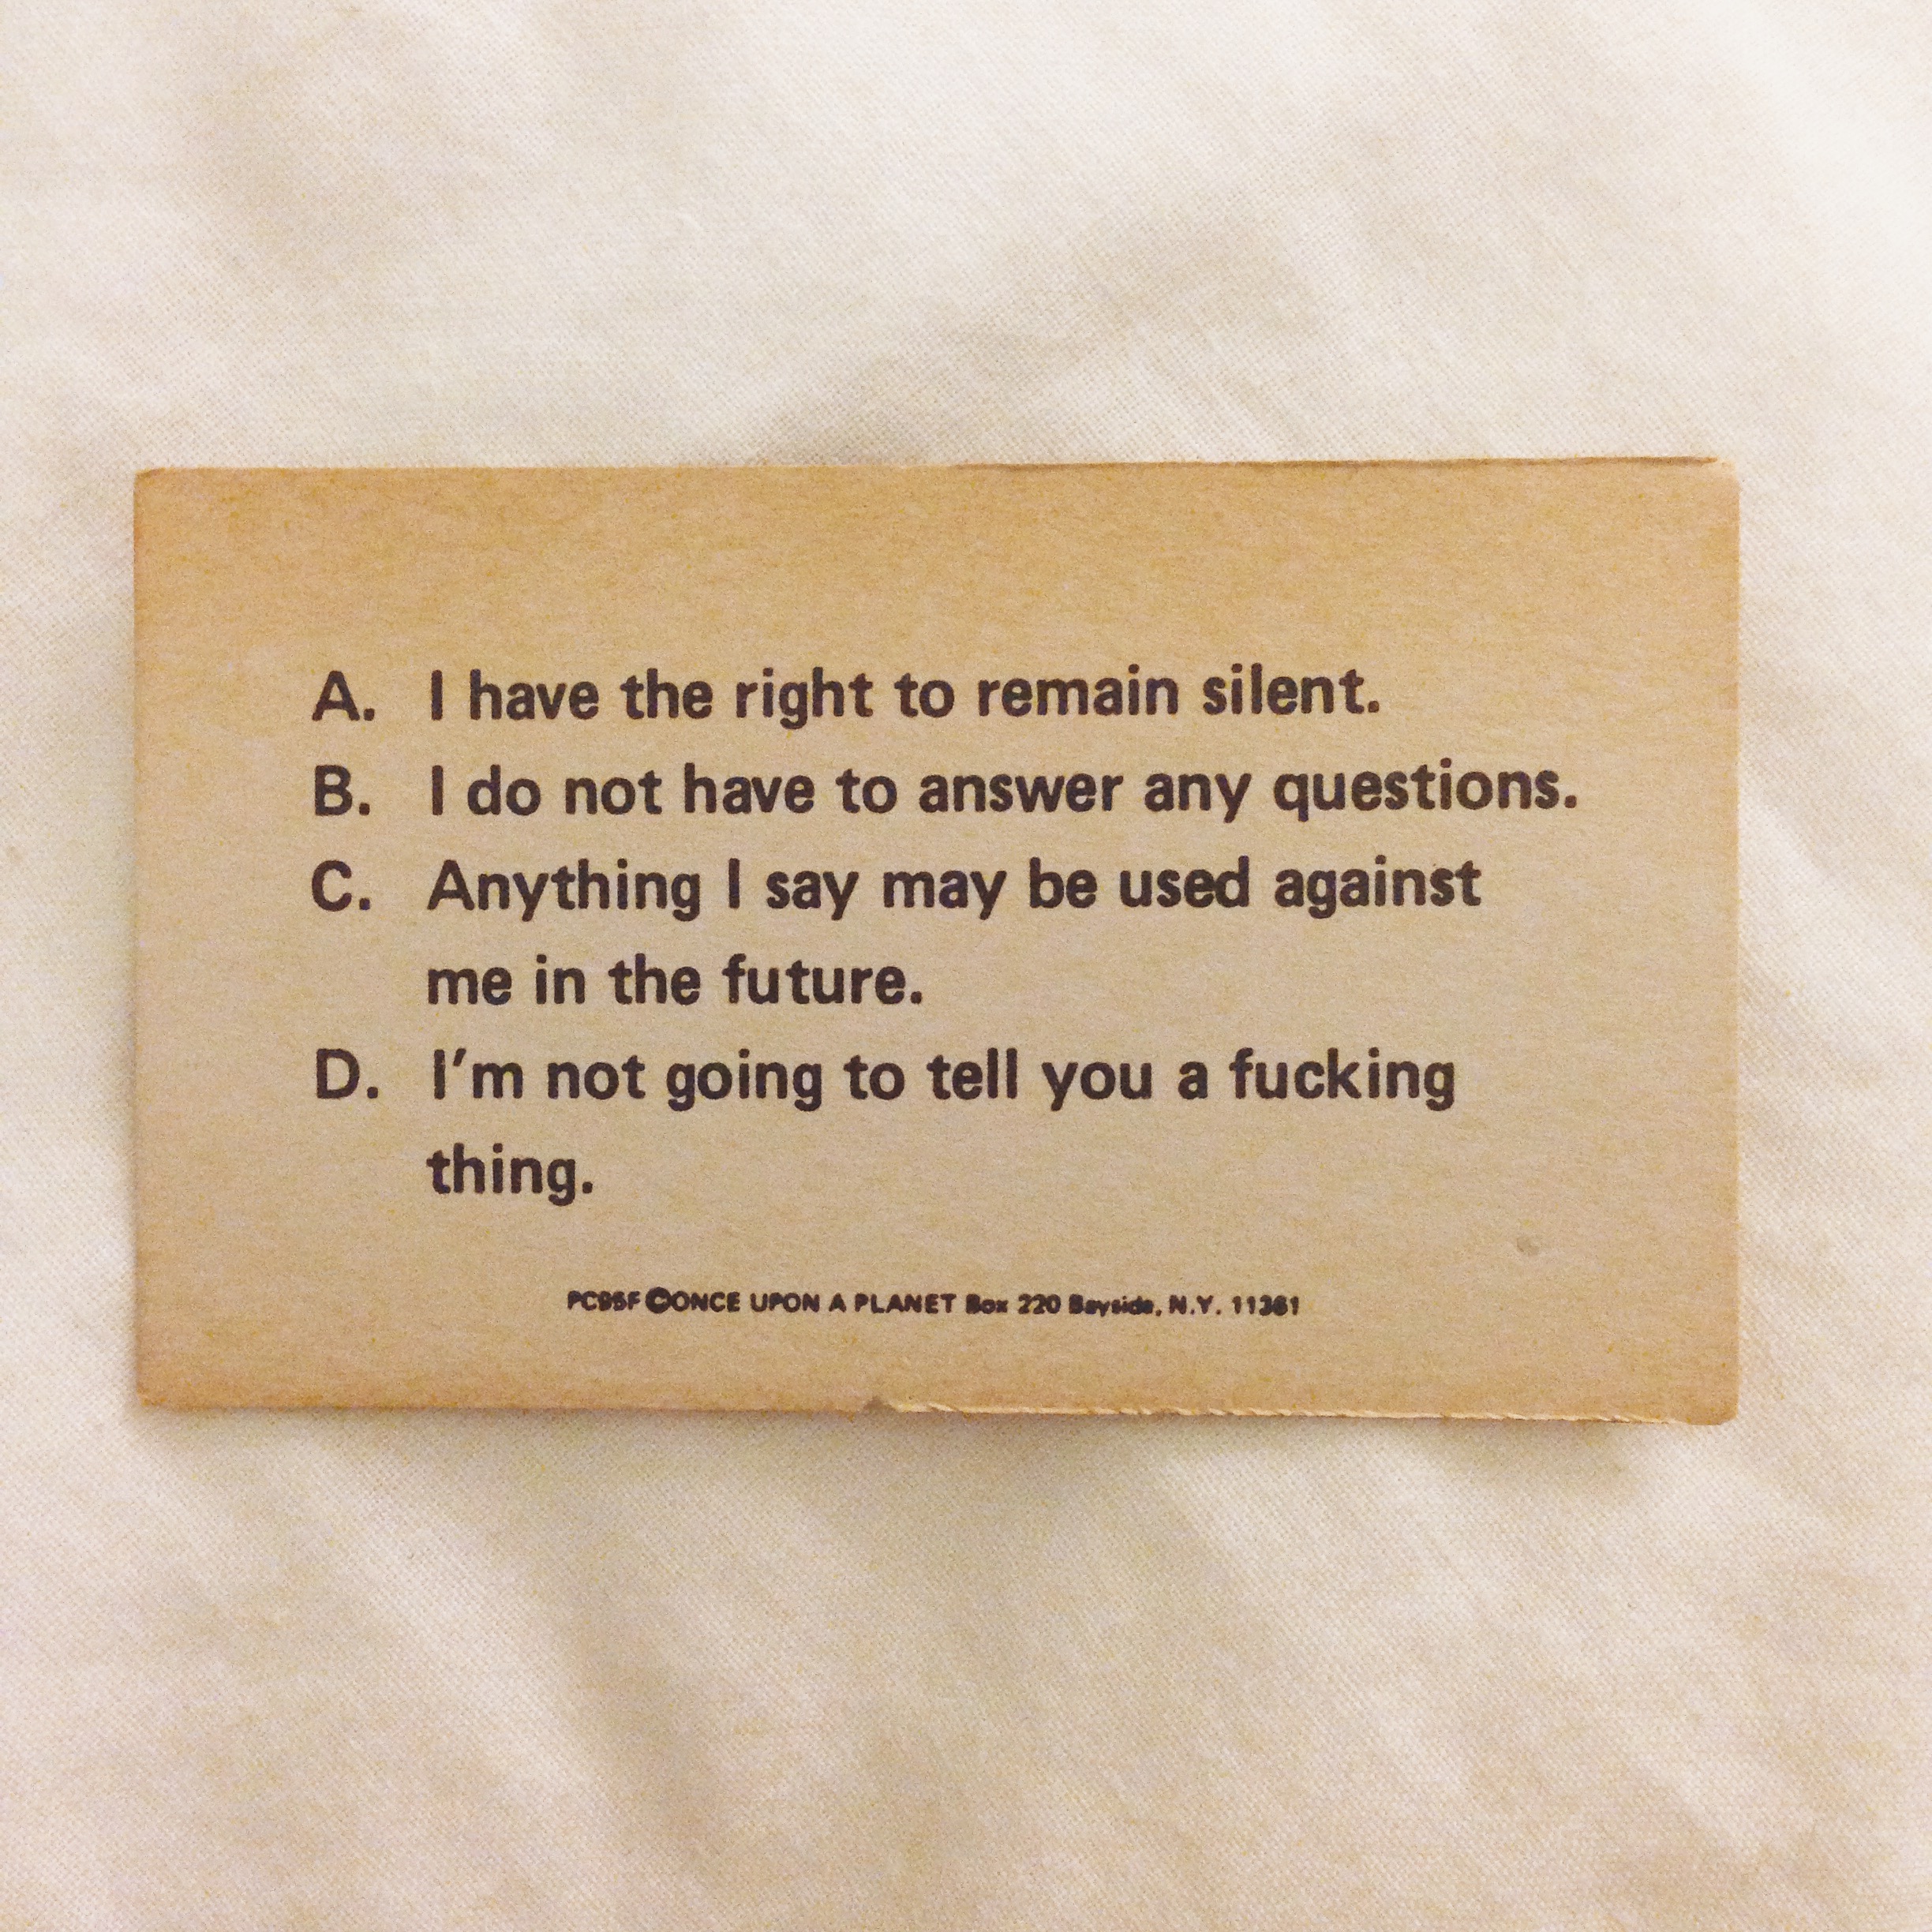 A. I have the right to remain silent.
B. I do not have to answer any questions.
C. Anything I say may be used against
me in the future.
D. I'm not going to tell you a fucking
thing.
PC95F ©ONCE UPON A PLANET Box 220 Bayside, N.Y. 11361